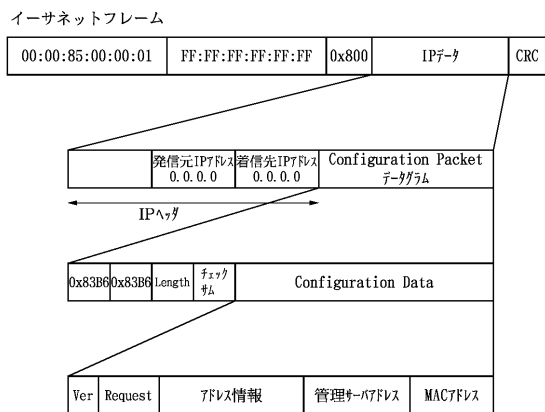 イーサネットフレーム
00:00:85:00:00:01 FF:FF:FF:FF:FF:FF 0x800 IPデータ CRC
発信元IPアドレス 着信先IPアドレス Configuration Packet
0.0.0.0 0.0.0.0 データグラム
IPヘッダ
0x83B6 0x83B6 Length チェック Configuration Data
サム
Ver Request アドレス情報 管理サーバアドレス MACアドレス